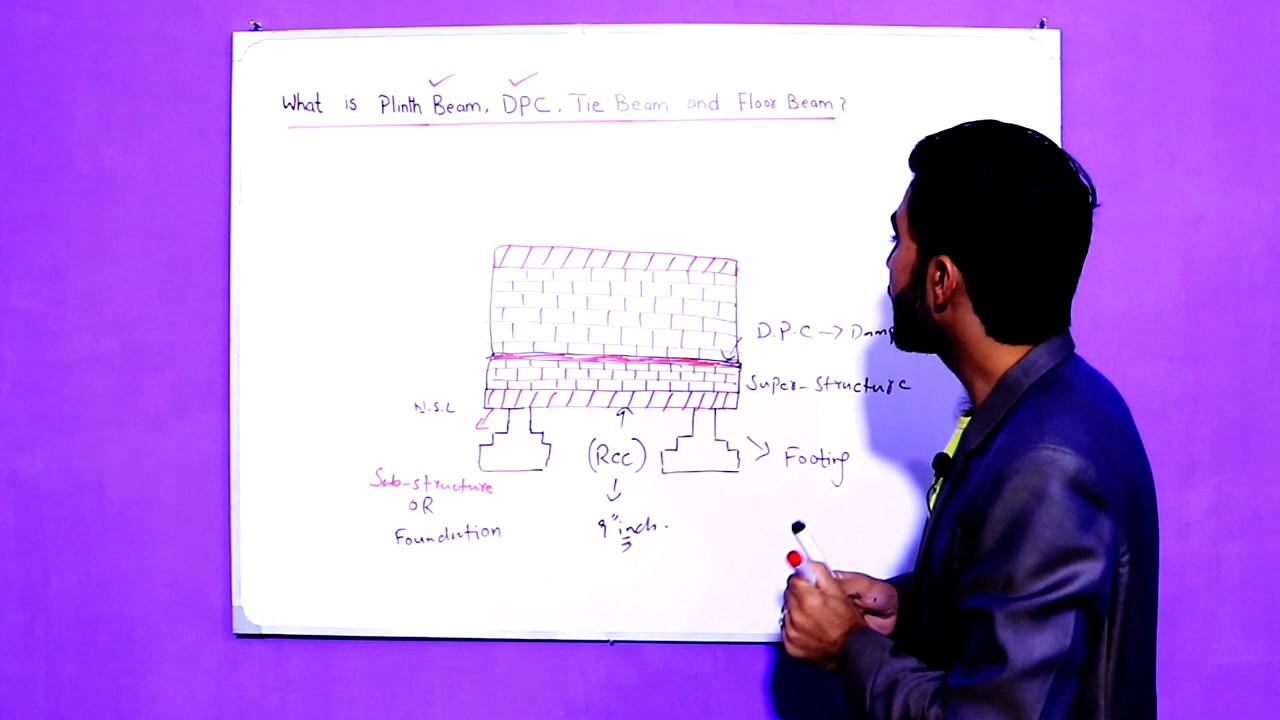 What is Plinth Beam, DPC, Tie Beam and Floor Beam?
D.P.C → Damp
Super-Structure
N.S.L
(RCC)
Footing
Sub-structure
OR
Foundation
9" inch.